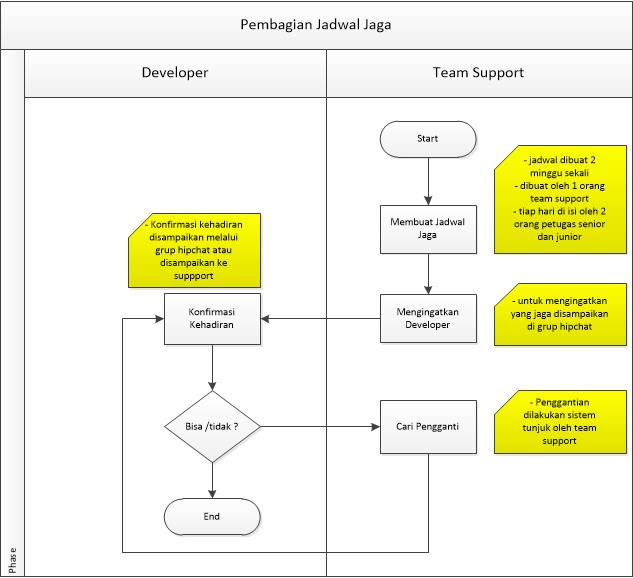 Pembagian Jadwal Jaga
Developer
Team Support
Start
- jadwal dibuat 2
minggu sekali
- dibuat oleh 1 orang
team support
- tiap hari di isi oleh 2
orang petugas senior
dan junior
Membuat Jadwal
Jaga
- Konfirmasi kehadiran
disampaikan melalui
grup hipchat atau
disampaikan ke
suppport
Konfirmasi
Kehadiran
Mengingatkan
Developer
- untuk mengingatkan
yang jaga disampaikan
di grup hipchat
Bisa /tidak ?
Cari Pengganti
- Penggantian
dilakukan sistem
tunjuk oleh team
support
End
Phase